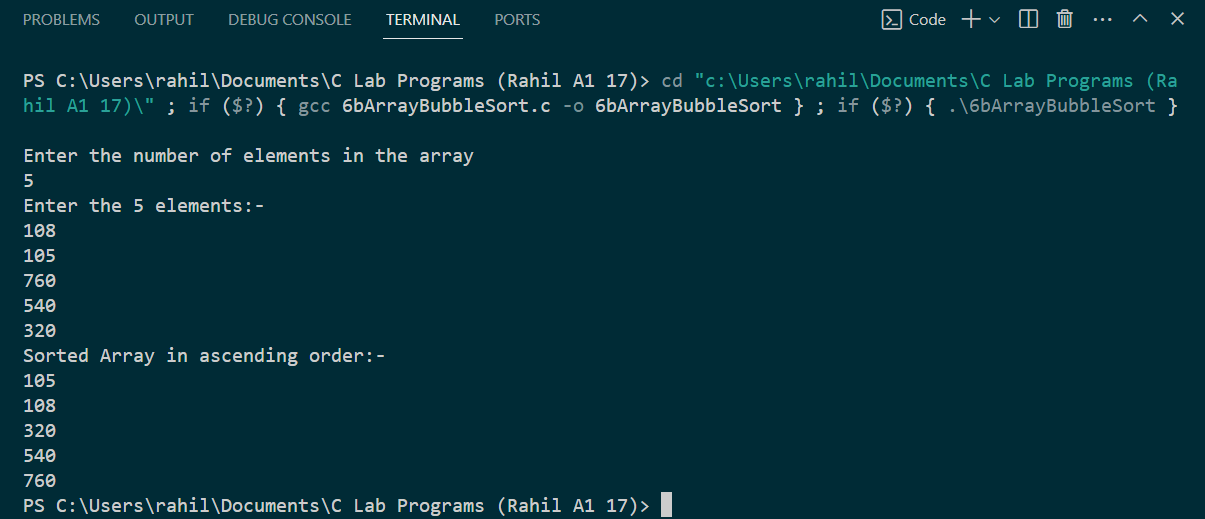 PROBLEMS OUTPUT DEBUG CONSOLE TERMINAL PORTS Code
PS C:\Users\rahil\Documents\C Lab Programs (Rahil A1 17)> cd "c:\Users\rahil\Documents\C Lab Programs (Ra
hil A1 17)\" ; if ($?) { gcc 6bArrayBubbleSort.c -o 6bArrayBubbleSort } ; if ($?) { .\6bArrayBubbleSort }
Enter the number of elements in the array
5
Enter the 5 elements:-
108
105
760
540
320
Sorted Array in ascending order:-
105
108
320
540
760
PS C:\Users\rahil\Documents\C Lab Programs (Rahil A1 17)>